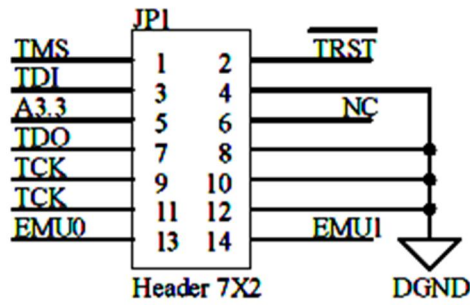 JP1
TMS 1 2 TRST
TDI 3 4
A3.3 5 6 NC
TDO 7 8
TCK 9 10
TCK 11 12
EMU0 13 14 EMU1
Header 7X2 DGND